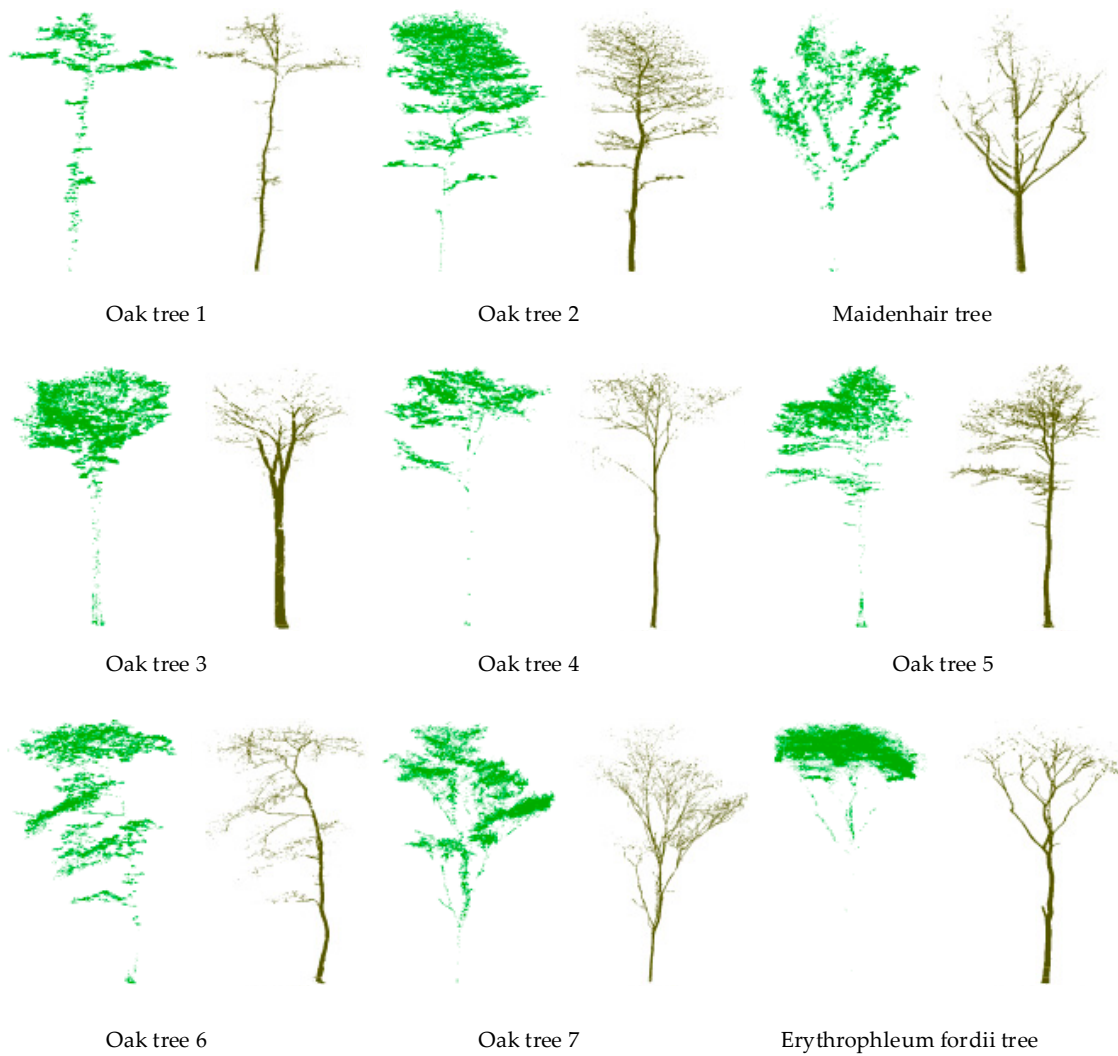 Oak tree 1
Oak tree 2
Maidenhair tree
Oak tree 3
Oak tree 4
Oak tree 5
Oak tree 6
Oak tree 7
Erythrophleum fordii tree